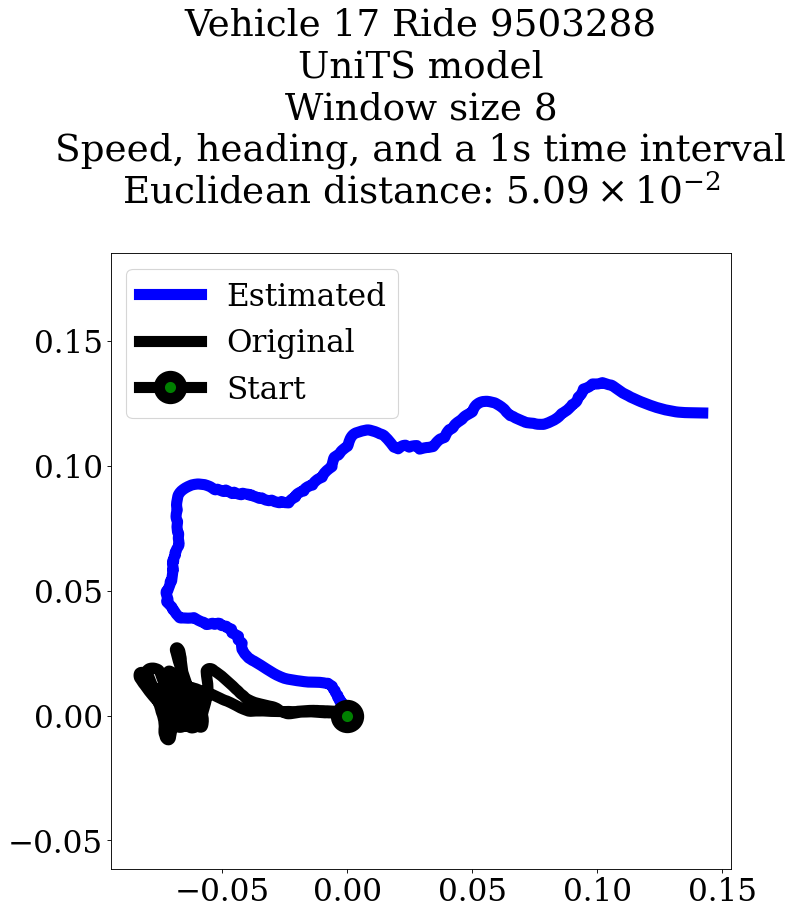 Vehicle 17 Ride 9503288
UniTS model
Window size 8
Speed, heading, and a 1s time interval
Euclidean distance: 5.09 × 10⁻²
Estimated
Original
Start
0.15
0.10
0.05
0.00
−0.05
−0.05 0.00 0.05 0.10 0.15